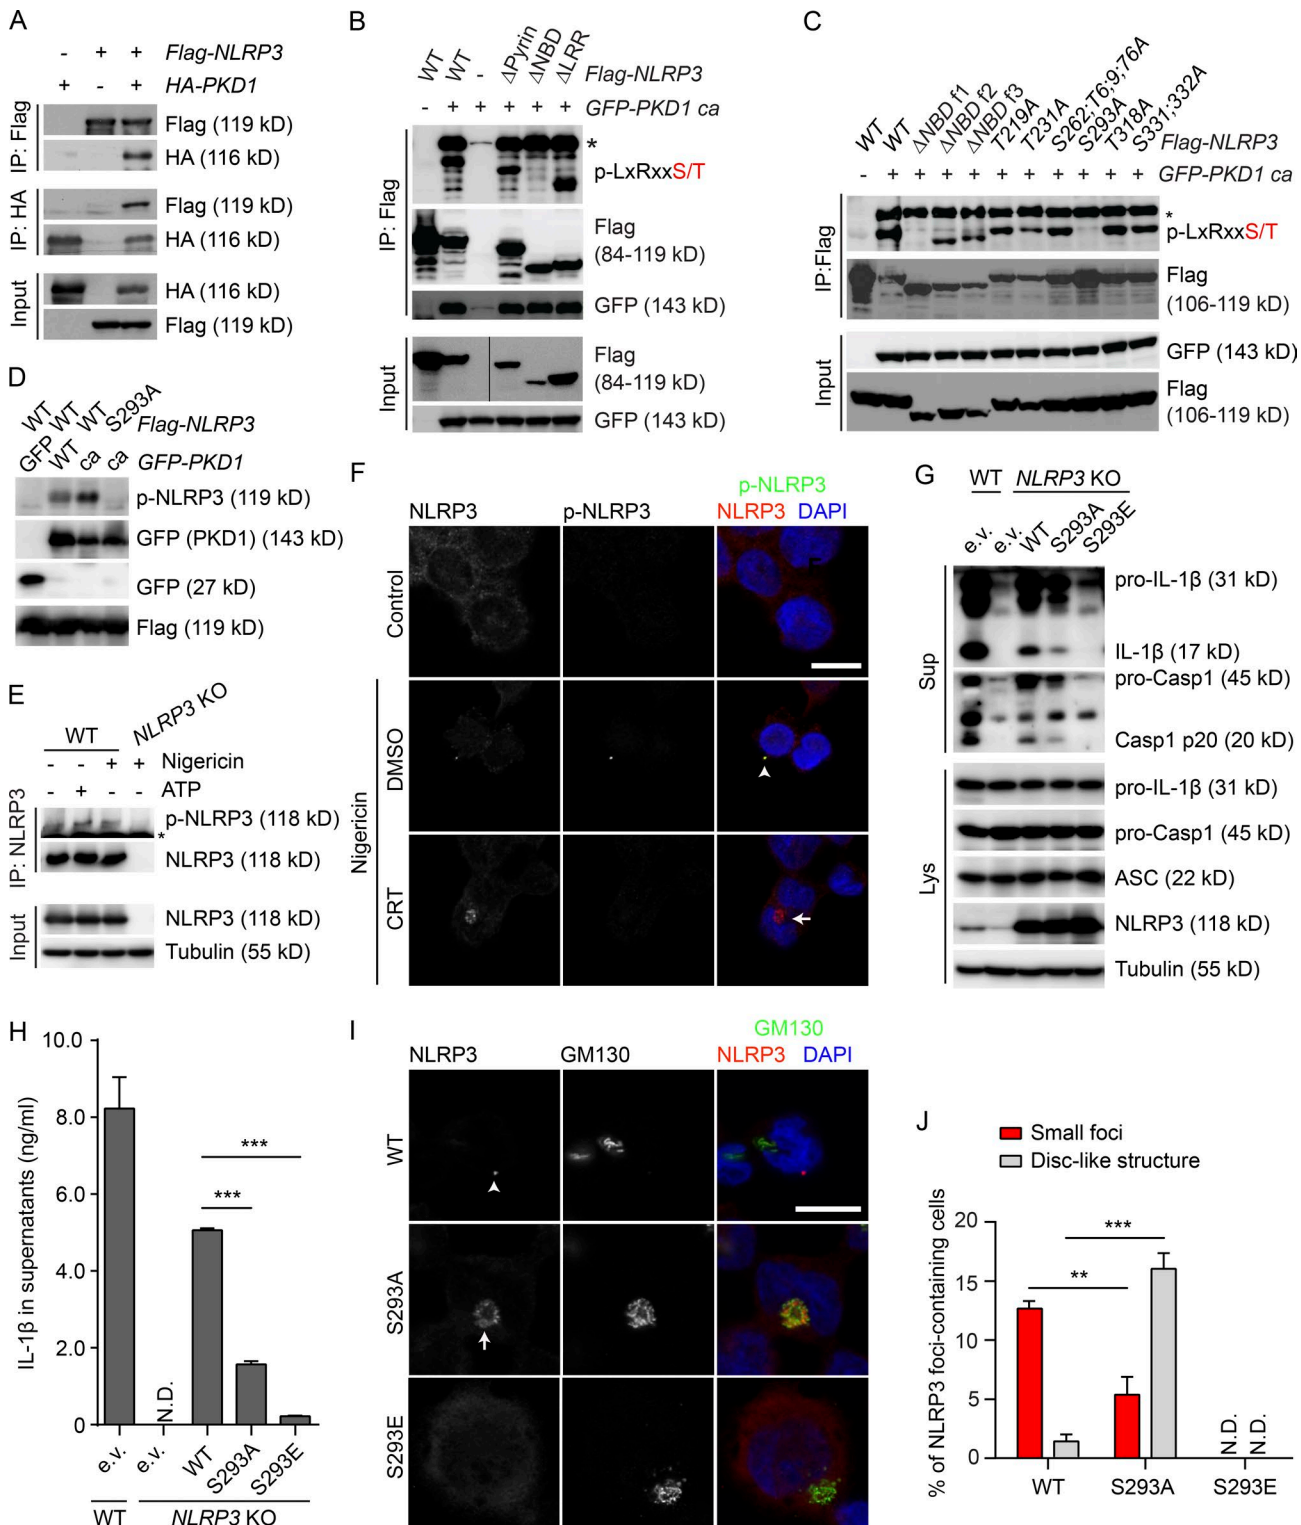 A
- + + Flag-NLRP3
+ - + HA-PKD1
IP: Flag
Flag (119 kD)
HA (116 kD)
IP: HA
Flag (119 kD)
HA (116 kD)
Input
HA (116 kD)
Flag (119 kD)
B
WT WT - ΔPyrin ΔNBD ΔLRR Flag-NLRP3
- + + + + + GFP-PKD1 ca
IP: Flag
*
p-LxRxxS/T
Flag
(84-119 kD)
GFP (143 kD)
Input
Flag
(84-119 kD)
GFP (143 kD)
C
WT WT ΔNBD f1 ΔNBD f2 ΔNBD f3 T219A T231A S262;T6;9;76A S293A T318A S331;332A Flag-NLRP3
- + + + + + + + + + + GFP-PKD1 ca
IP:Flag
*
p-LxRxxS/T
Flag
(106-119 kD)
Input
GFP (143 kD)
Flag
(106-119 kD)
D
WT WT WT S293A Flag-NLRP3
GFP WT ca ca GFP-PKD1
p-NLRP3 (119 kD)
GFP (PKD1) (143 kD)
GFP (27 kD)
Flag (119 kD)
E
WT NLRP3 KO
- - + + Nigericin
- + - - ATP
IP: NLRP3
p-NLRP3 (118 kD)
*
NLRP3 (118 kD)
Input
NLRP3 (118 kD)
Tubulin (55 kD)
F
p-NLRP3
NLRP3 p-NLRP3 NLRP3 DAPI
Control
Nigericin
DMSO
CRT
G
WT NLRP3 KO
e.v. e.v. WT S293A S293E
Sup
pro-IL-1β (31 kD)
IL-1β (17 kD)
pro-Casp1 (45 kD)
Casp1 p20 (20 kD)
Lys
pro-IL-1β (31 kD)
pro-Casp1 (45 kD)
ASC (22 kD)
NLRP3 (118 kD)
Tubulin (55 kD)
H
IL-1β in supernatants (ng/ml)
10.0
8.0
6.0
4.0
2.0
0
***
***
N.D.
e.v. e.v. WT S293A S293E
WT NLRP3 KO
I
GM130
NLRP3 GM130 NLRP3 DAPI
WT
S293A
S293E
J
Small foci
Disc-like structure
% of NLRP3 foci-containing cells
20
15
10
5
0
***
**
N.D. N.D.
WT S293A S293E